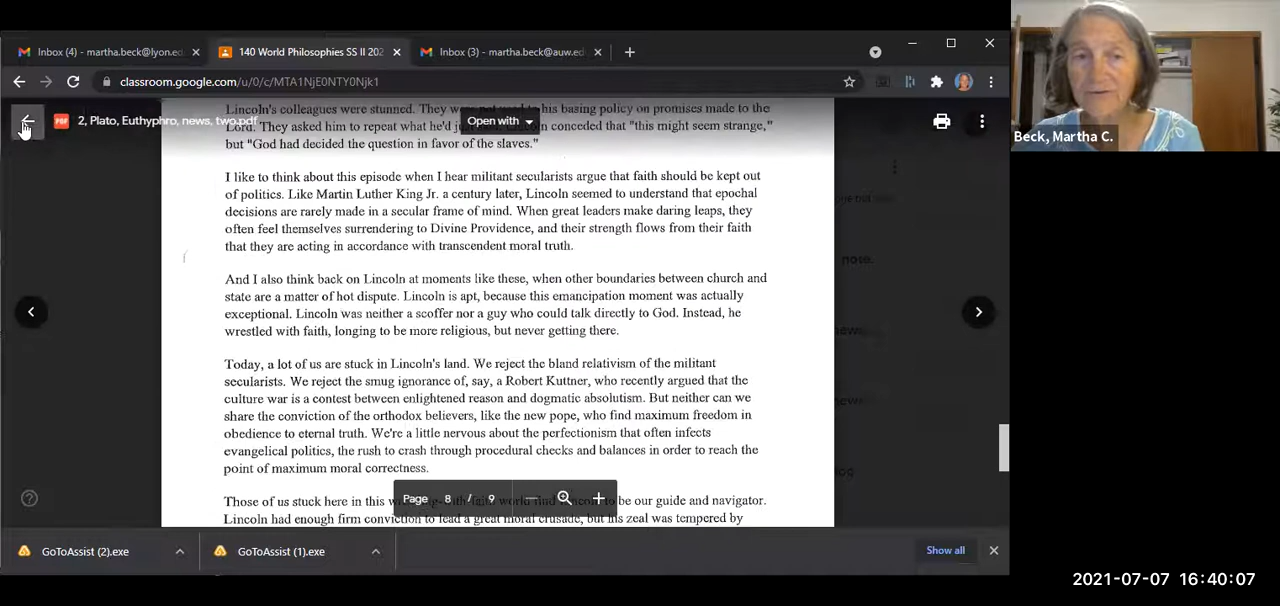 Inbox (4) - martha.beck@lyon.ed
140 World Philosophies SS II 202
Inbox (3) - martha.beck@auw.ed
classroom.google.com/u/0/c/MTA1NjE0NTY0Njk1
2, Plato, Euthyphro, news, two.pdf
Open with
Lincoln's colleagues were stunned. They were not used to his basing policy on promises made to the
Lord. They asked him to repeat what he'd just conceded that "this might seem strange,"
but "God had decided the question in favor of the slaves."
I like to think about this episode when I hear militant secularists argue that faith should be kept out
of politics. Like Martin Luther King Jr. a century later, Lincoln seemed to understand that epochal
decisions are rarely made in a secular frame of mind. When great leaders make daring leaps, they
often feel themselves surrendering to Divine Providence, and their strength flows from their faith
that they are acting in accordance with transcendent moral truth.
And I also think back on Lincoln at moments like these, when other boundaries between church and
state are a matter of hot dispute. Lincoln is apt, because this emancipation moment was actually
exceptional. Lincoln was neither a scoffer nor a guy who could talk directly to God. Instead, he
wrestled with faith, longing to be more religious, but never getting there.
Today, a lot of us are stuck in Lincoln's land. We reject the bland relativism of the militant
secularists. We reject the smug ignorance of, say, a Robert Kuttner, who recently argued that the
culture war is a contest between enlightened reason and dogmatic absolutism. But neither can we
share the conviction of the orthodox believers, like the new pope, who find maximum freedom in
obedience to eternal truth. We're a little nervous about the perfectionism that often infects
evangelical politics, the rush to crash through procedural checks and balances in order to reach the
point of maximum moral correctness.
Those of us stuck here in this be our guide and navigator.
Lincoln had enough firm conviction to lead a great moral crusade, but his zeal was tempered by
Page 8 / 9
note.
GoToAssist (2).exe
GoToAssist (1).exe
Show all
Beck, Martha C.
2021-07-07 16:40:07